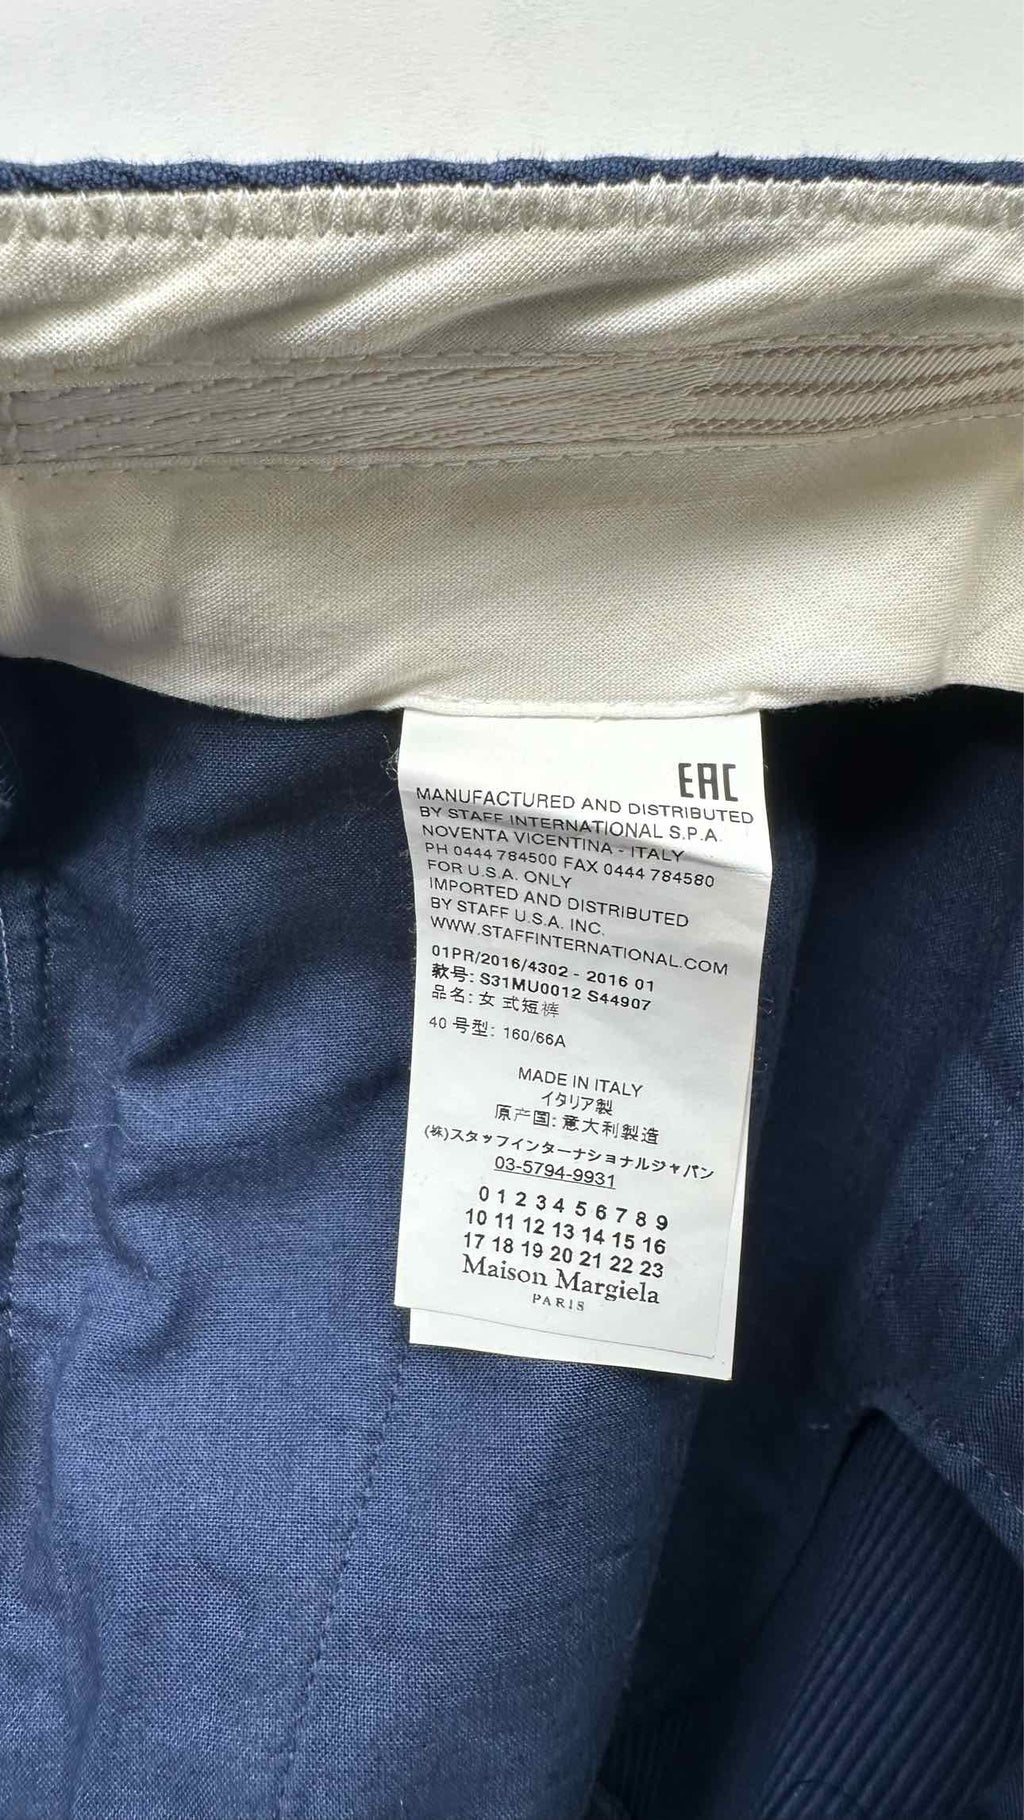 EAC
MANUFACTURED AND DISTRIBUTED
BY STAFF INTERNATIONAL S.P.A.
NOVENTA VICENTINA - ITALY
PH 0444 784500 FAX 0444 784580
FOR U.S.A. ONLY
IMPORTED AND DISTRIBUTED
BY STAFF U.S.A. INC.
WWW.STAFFINTERNATIONAL.COM
01PR/2016/4302 - 2016 01
款号: S31MU0012 S44907
品名: 女 式短裤
40 号型: 160/66A
MADE IN ITALY
イタリア製
原产国: 意大利製造
(株)スタッフインターナショナルジャパン
03-5794-9931
0 1 2 3 4 5 6 7 8 9
10 11 12 13 14 15 16
17 18 19 20 21 22 23
Maison Margiela
PARIS